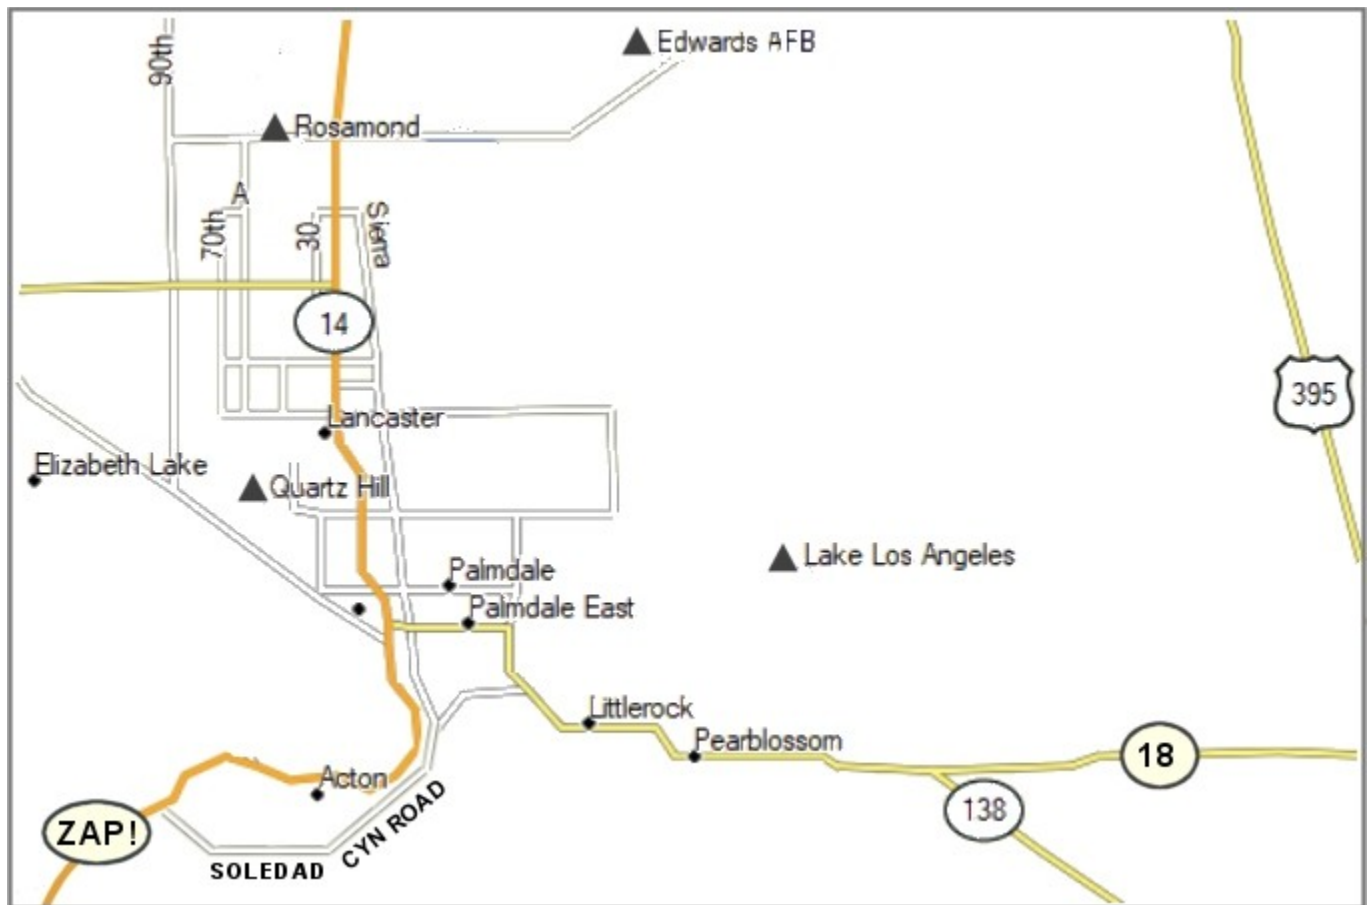 Edwards AFB
90th
Rosamond
A
70th
30
Sierra
14
395
Lancaster
Elizabeth Lake
Quartz Hill
Lake Los Angeles
Palmdale
Palmdale East
Littlerock
Pearblossom
18
Acton
138
ZAP!
CYN ROAD
SOLEDAD